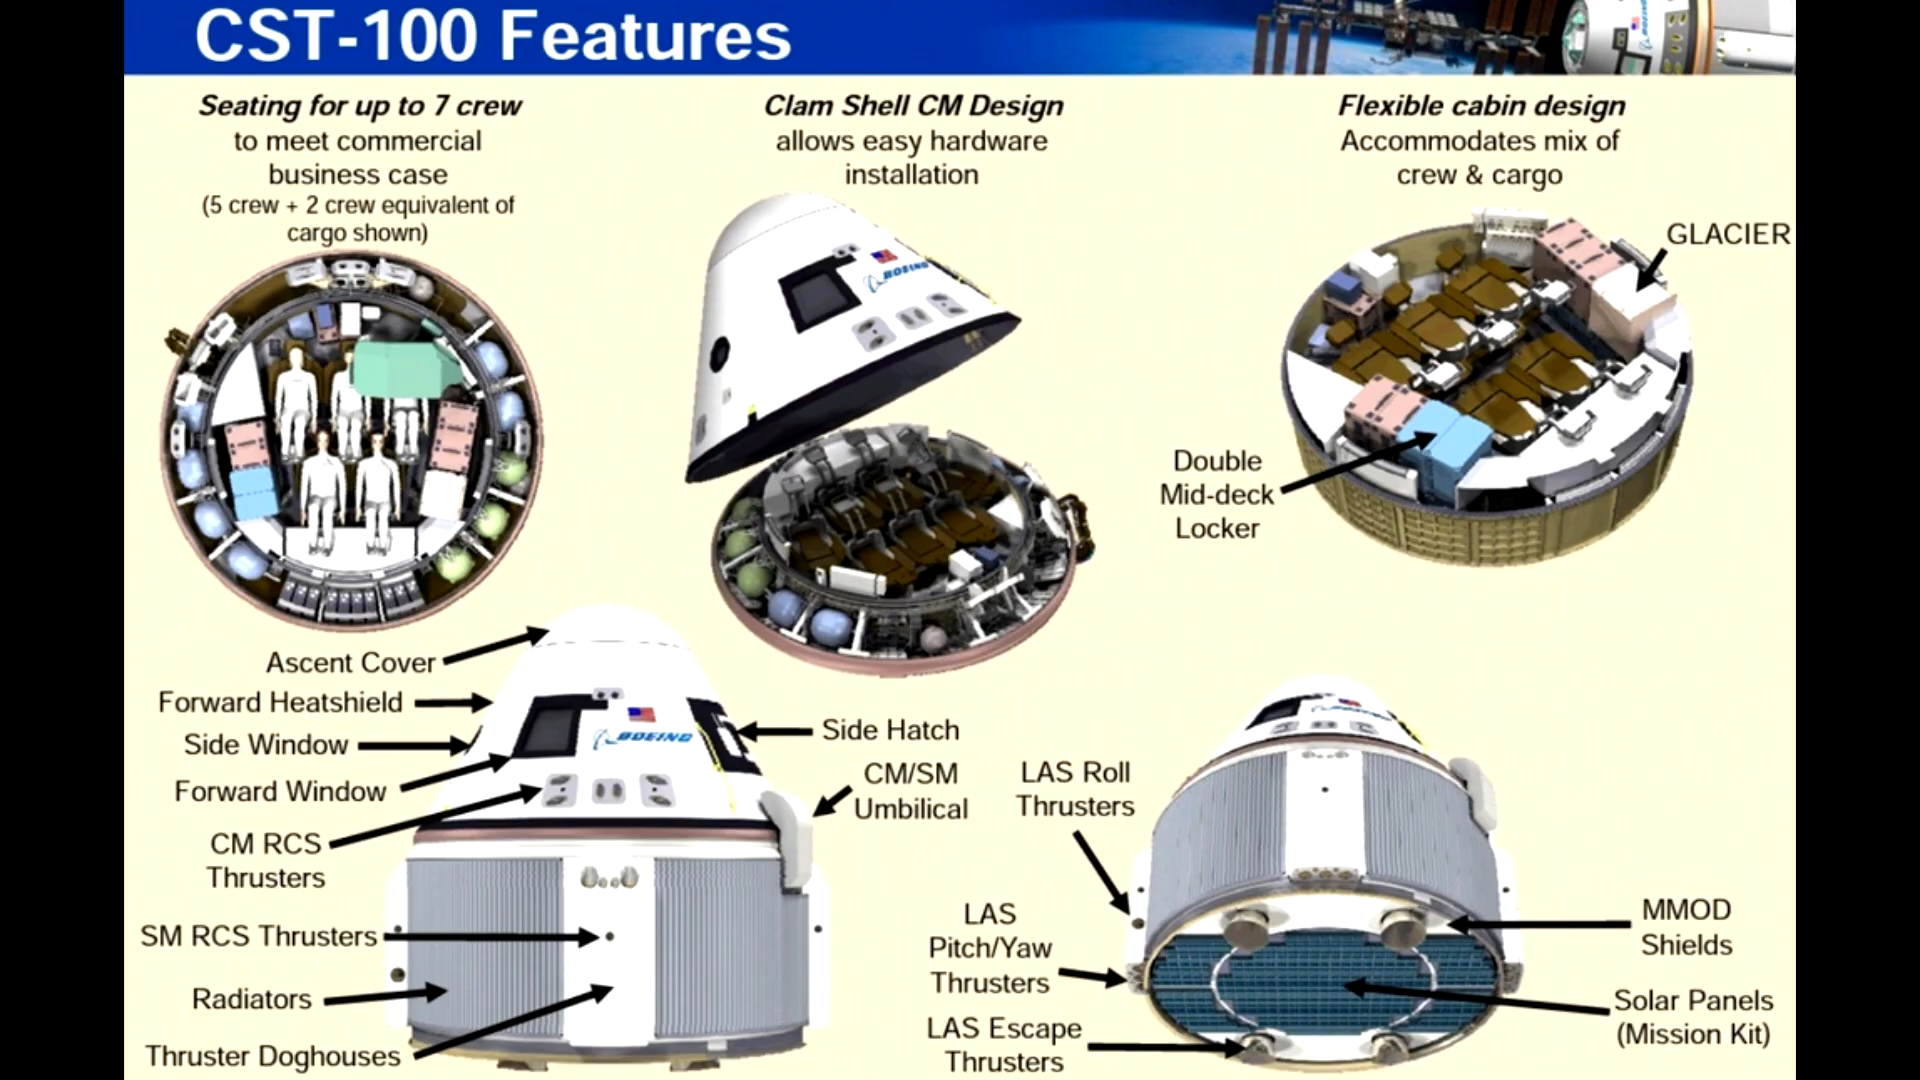 CST-100 Features
Seating for up to 7 crew
to meet commercial
business case
(5 crew + 2 crew equivalent of
cargo shown)
Clam Shell CM Design
allows easy hardware
installation
Flexible cabin design
Accommodates mix of
crew & cargo
GLACIER
BOEING
Double
Mid-deck
Locker
Ascent Cover
Forward Heatshield
Side Window
Forward Window
CM RCS
Thrusters
SM RCS Thrusters
Radiators
Thruster Doghouses
BOEING
Side Hatch
CM/SM
Umbilical
LAS Roll
Thrusters
LAS
Pitch/Yaw
Thrusters
LAS Escape
Thrusters
MMOD
Shields
Solar Panels
(Mission Kit)